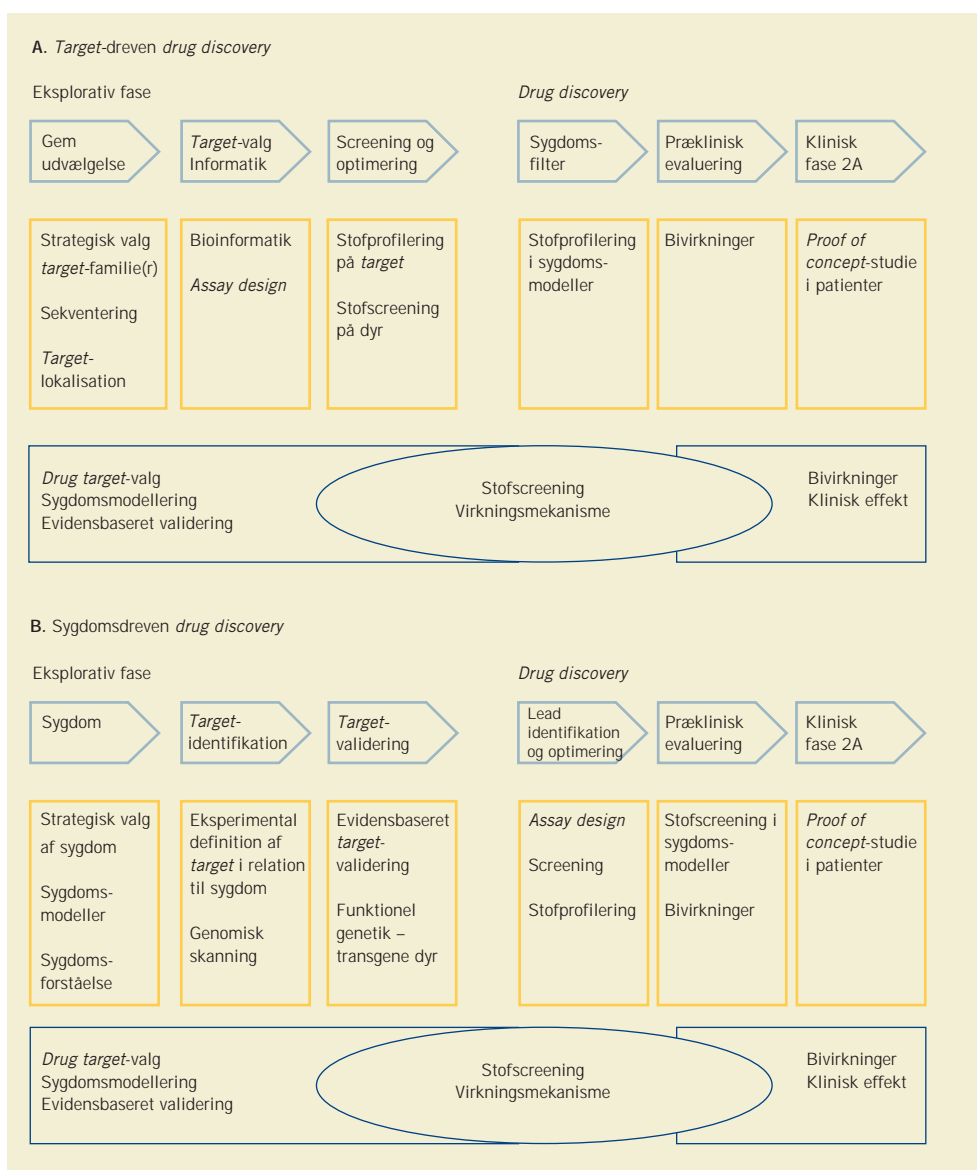 A. Target-dreven drug discovery
Eksplorativ fase
Drug discovery
Gem
udvælgelse
Target-valg
Informatik
Screening og
optimering
Sygdoms-
filter
Præklinisk
evaluering
Klinisk
fase 2A
Strategisk valg
target-familie(r)
Sekventering
Target-
lokalisation
Bioinformatik
Assay design
Stofprofilering
på target
Stofscreening
på dyr
Stofprofilering
i sygdoms-
modeller
Bivirkninger
Proof of
concept-studie
i patienter
Drug target-valg
Sygdomsmodellering
Evidensbaseret validering
Stofscreening
Virkningsmekanisme
Bivirkninger
Klinisk effekt
B. Sygdomsdreven drug discovery
Eksplorativ fase
Drug discovery
Sygdom
Target-
identifikation
Target-
validering
Lead
identifikation
og optimering
Præklinisk
evaluering
Klinisk
fase 2A
Strategisk valg
af sygdom
Sygdoms-
modeller
Sygdoms-
forståelse
Eksperimental
definition af
target i relation
til sygdom
Genomisk
skanning
Evidensbaseret
target-
validering
Funktionel
genetik –
transgene dyr
Assay design
Screening
Stofprofilering
Stofscreening i
sygdoms-
modeller
Bivirkninger
Proof of
concept-studie
i patienter
Drug target-valg
Sygdomsmodellering
Evidensbaseret validering
Stofscreening
Virkningsmekanisme
Bivirkninger
Klinisk effekt